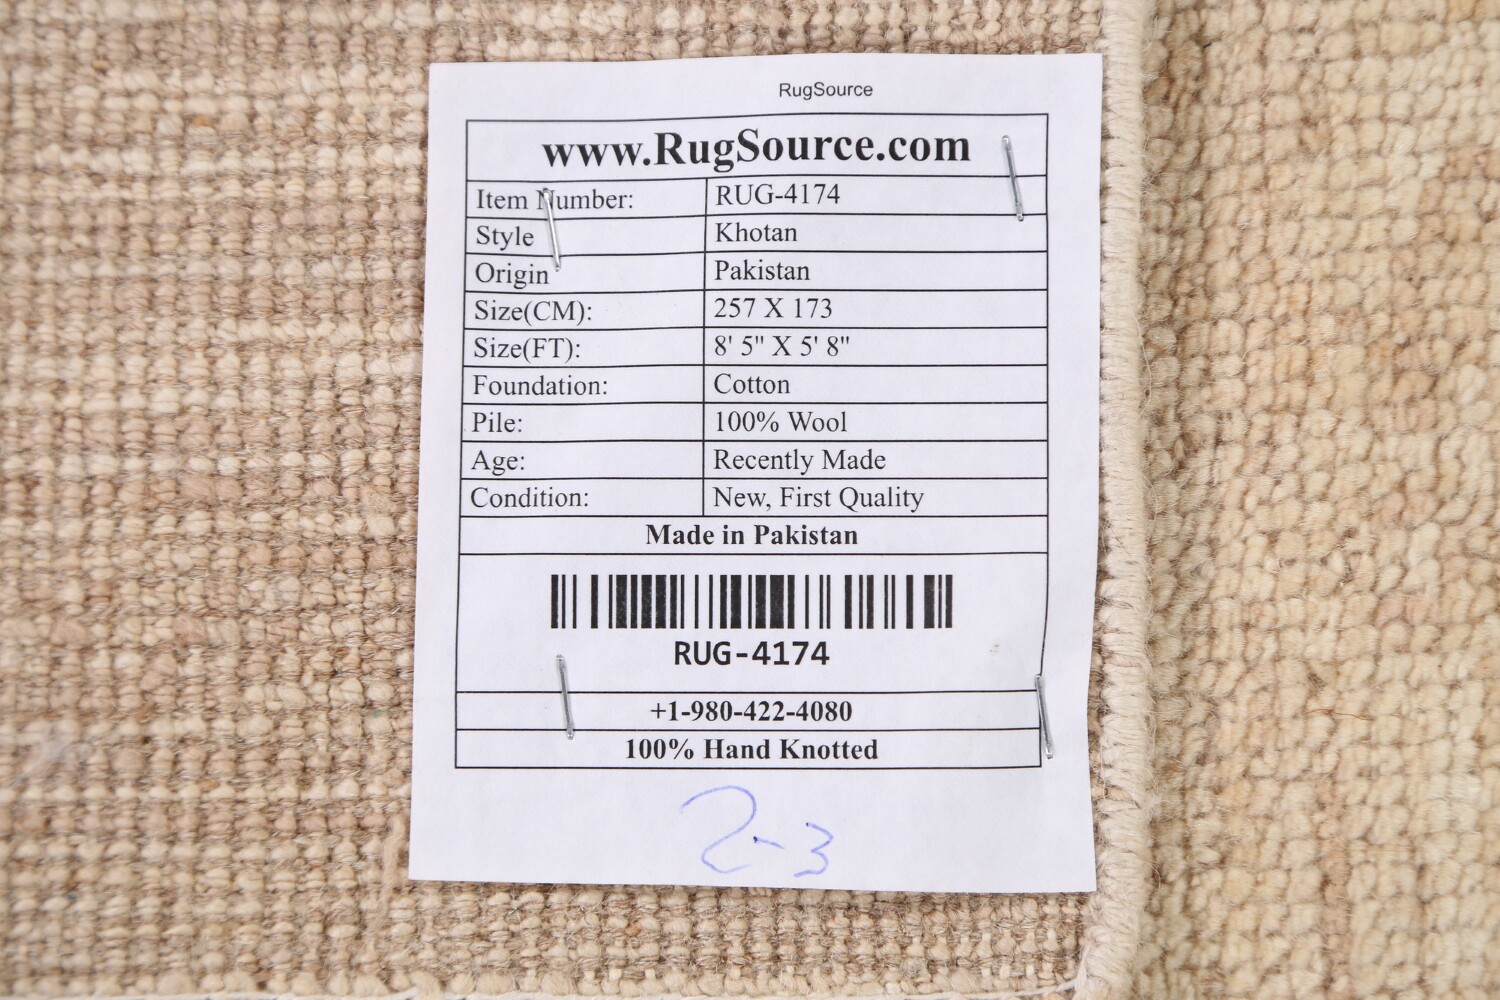 RugSource
www.RugSource.com
Item Number: RUG-4174
Style Khotan
Origin Pakistan
Size(CM): 257 X 173
Size(FT): 8' 5" X 5' 8"
Foundation: Cotton
Pile: 100% Wool
Age: Recently Made
Condition: New, First Quality
Made in Pakistan
RUG-4174
+1-980-422-4080
100% Hand Knotted
2-3